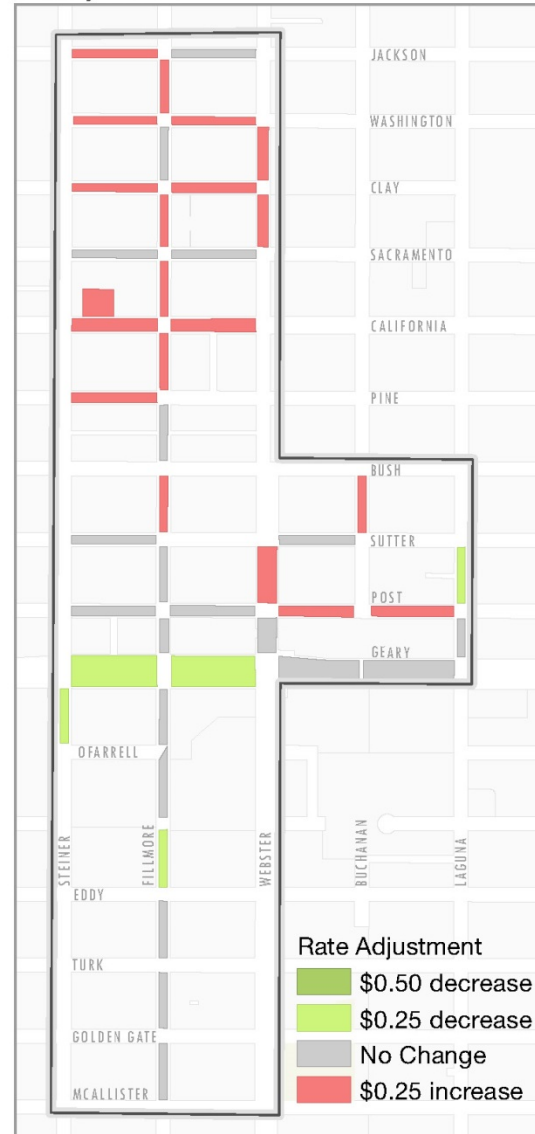 JACKSON
WASHINGTON
CLAY
SACRAMENTO
CALIFORNIA
PINE
BUSH
SUTTER
POST
GEARY
OFARRELL
STEINER
FILLMORE
WEBSTER
BUCHANAN
LAGUNA
EDDY
TURK
GOLDEN GATE
MCALLISTER
Rate Adjustment
$0.50 decrease
$0.25 decrease
No Change
$0.25 increase